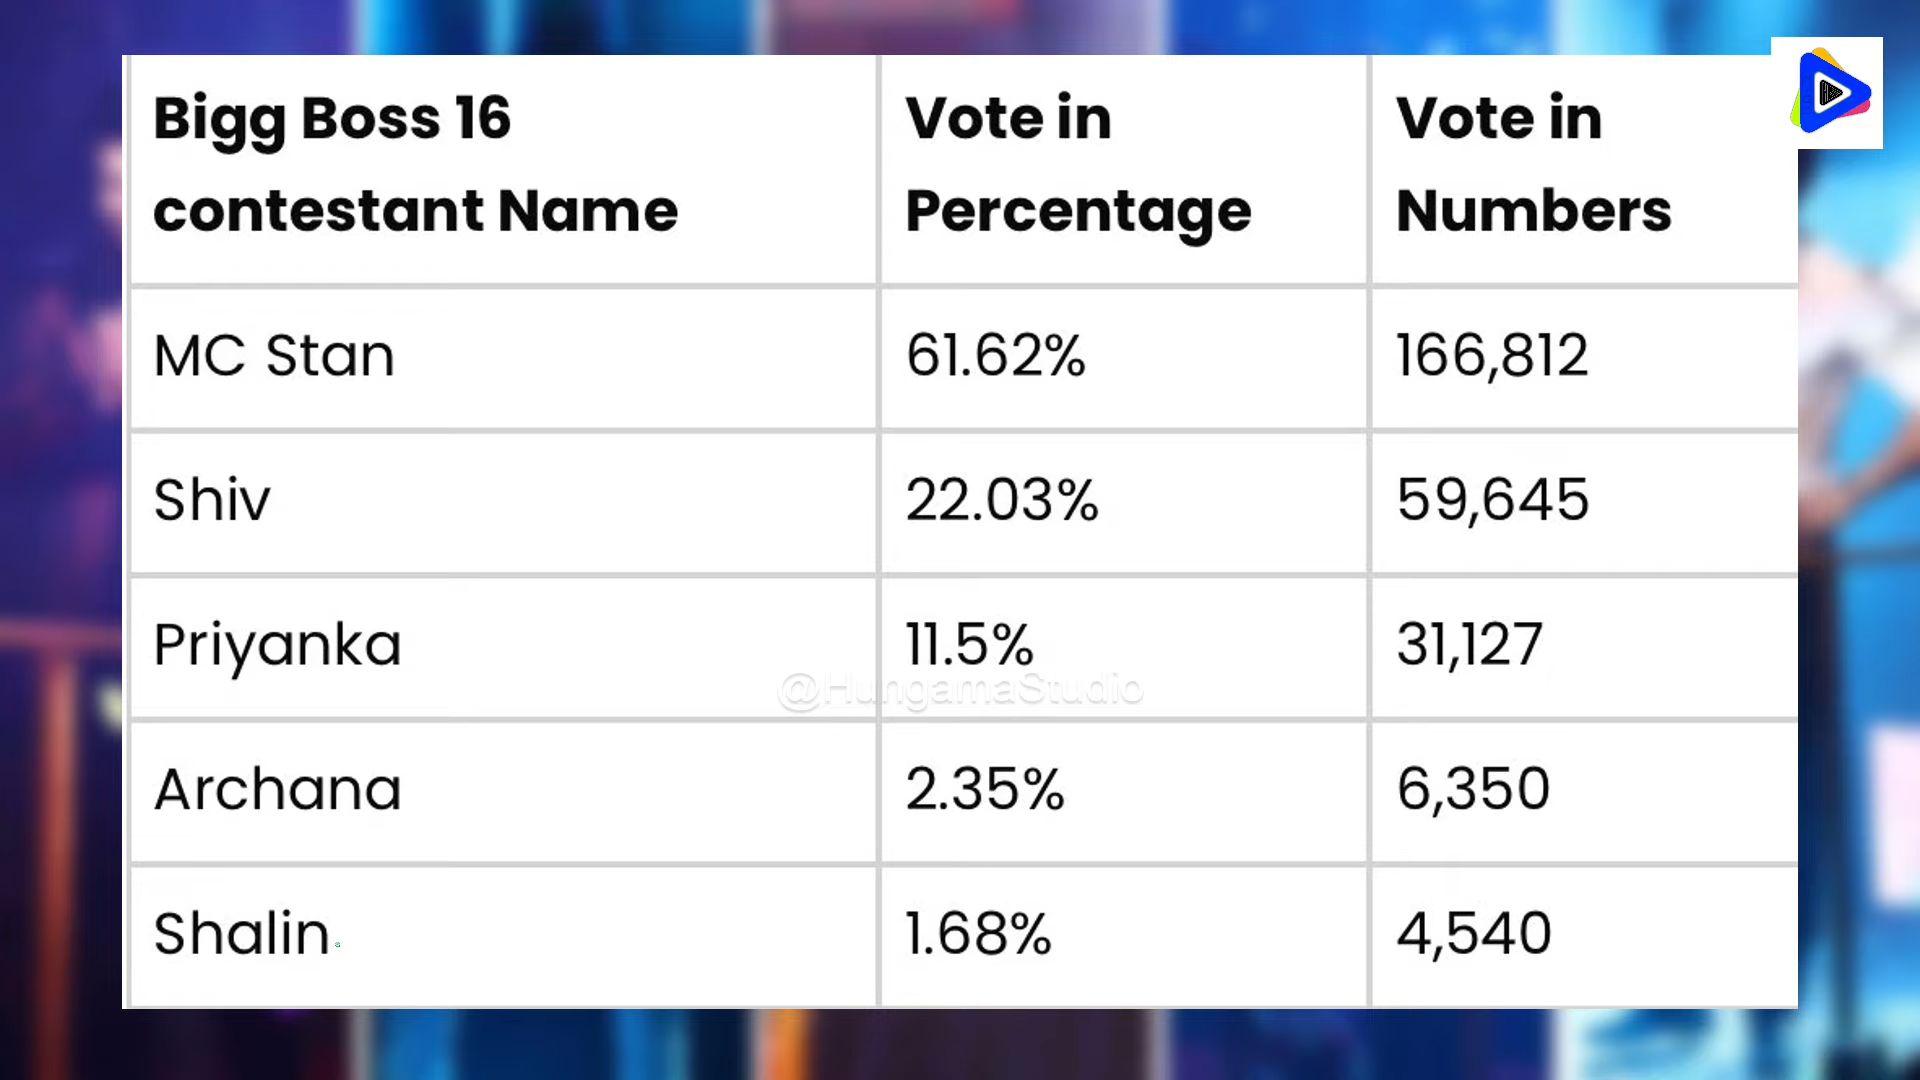 Bigg Boss 16 contestant Name
Vote in Percentage
Vote in Numbers
MC Stan 61.62% 166,812
Shiv 22.03% 59,645
Priyanka 11.5% 31,127
@HungamaStudio
Archana 2.35% 6,350
Shalin 1.68% 4,540